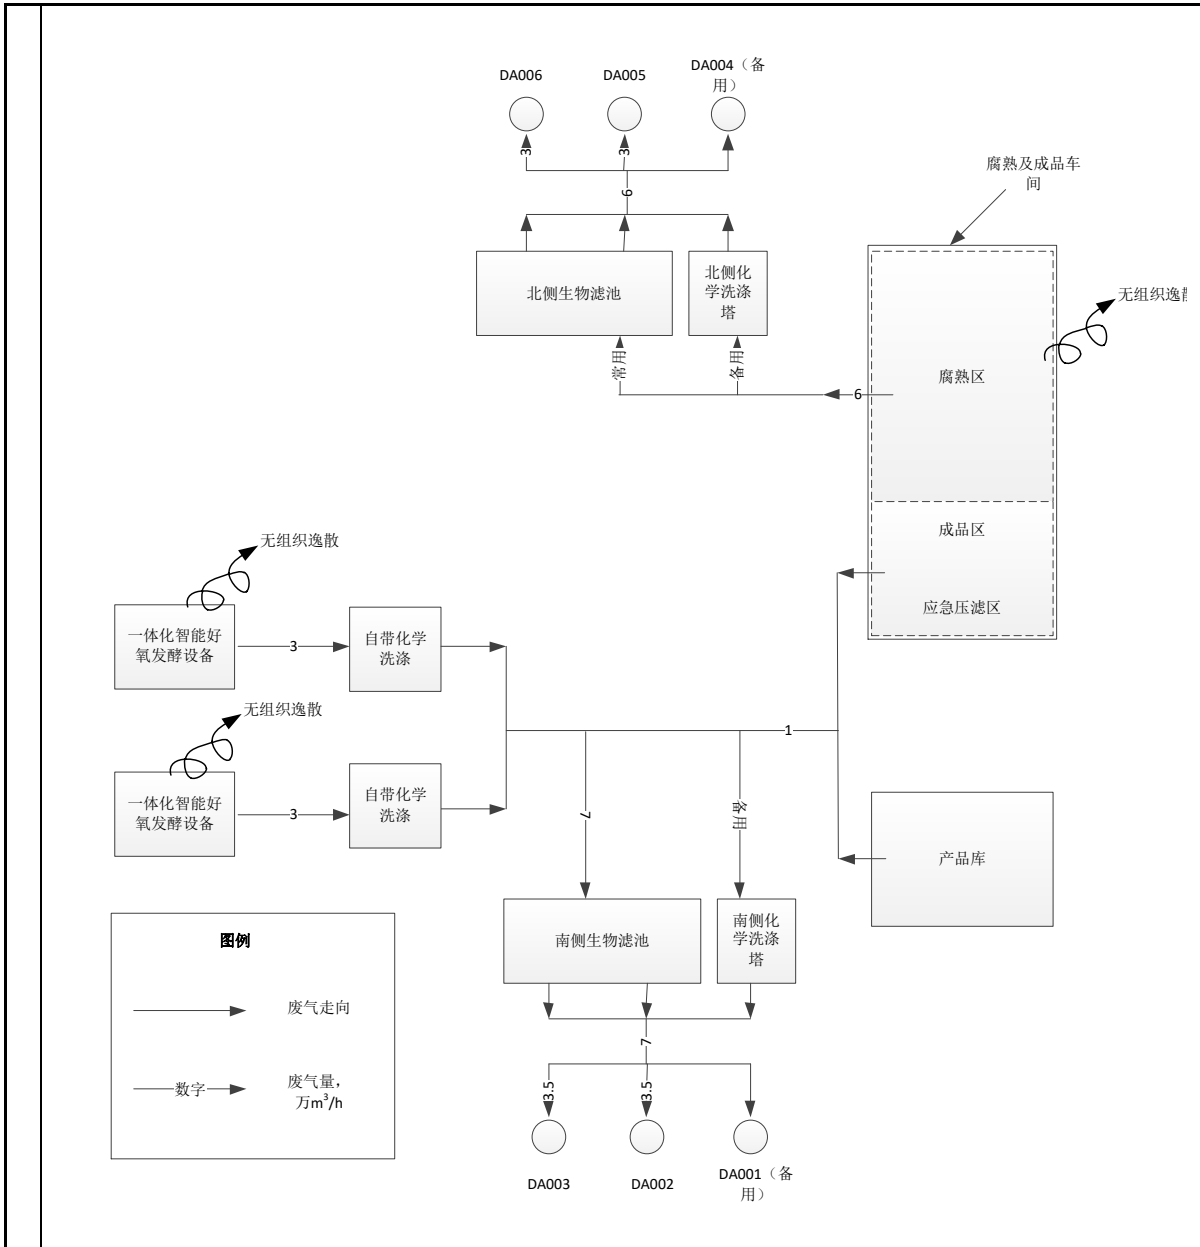 DA006
DA005
DA004（备
用）
3
3
6
北侧生物滤池
北侧化
学洗涤
塔
常用
备用
6
腐熟及成品车
间
无组织逸散
腐熟区
成品区
应急压滤区
无组织逸散
一体化智能好
氧发酵设备
3
自带化学
洗涤
无组织逸散
一体化智能好
氧发酵设备
3
自带化学
洗涤
1
7
备用
产品库
南侧生物滤池
南侧化
学洗涤
塔
7
3.5
3.5
DA003
DA002
DA001（备
用）
图例
废气走向
数字
废气量，
万m³/h